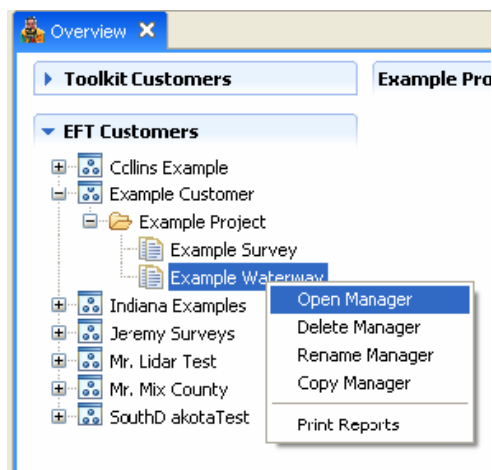 Overview
Toolkit Customers
Example Pro
EFT Customers
Collins Example
Example Customer
Example Project
Example Survey
Example Waterway
Open Manager
Indiana Examples
Delete Manager
Jeremy Surveys
Rename Manager
Mr. Lidar Test
Copy Manager
Mr. Mix County
SouthD akotaTest
Print Reports